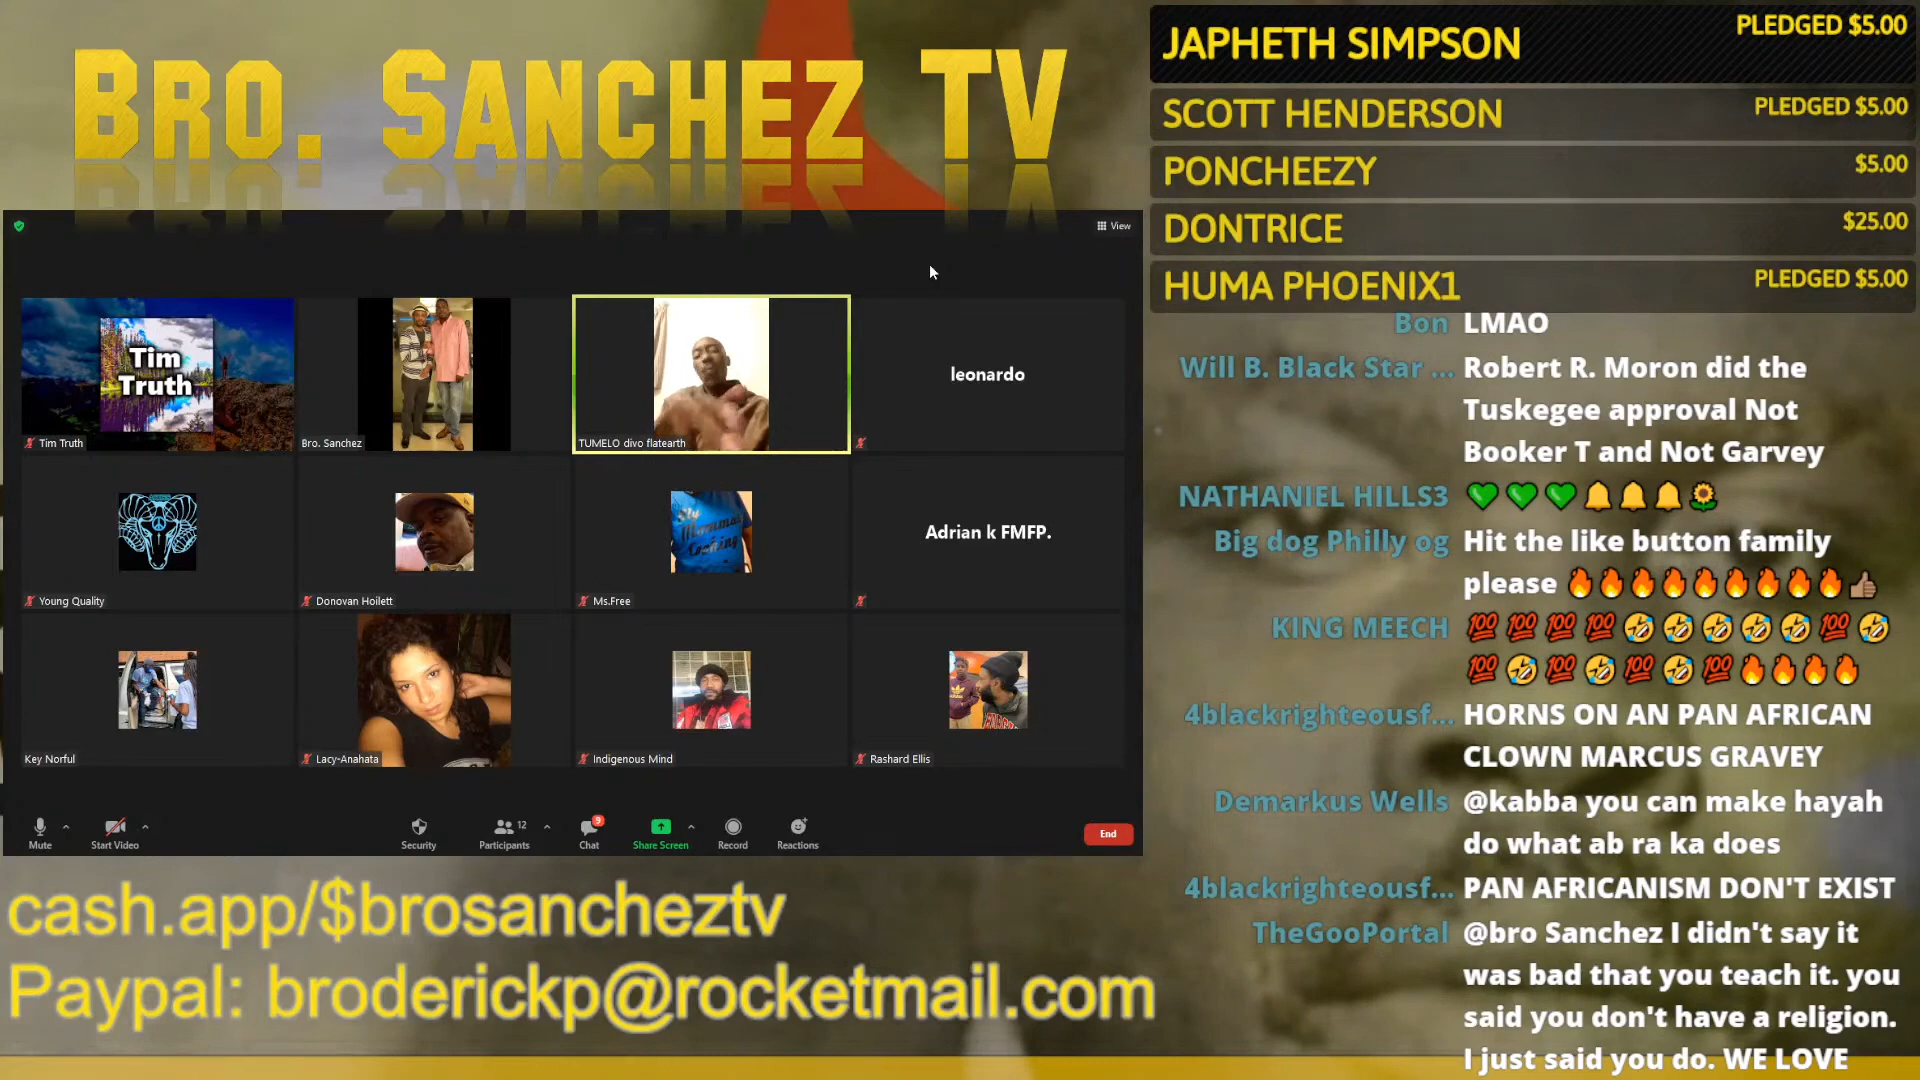 BRO. SANCHEZ TV
View
Tim
Truth
Tim Truth
Bro. Sanchez
TUMELO divo flatearth
leonardo
Young Quality
Donovan Hoilett
Sly
Mommas
Cooking
Ms.Free
Adrian k FMFP.
Key Norful
Lacy-Anahata
Indigenous Mind
Rashard Ellis
Mute
Start Video
Security
Participants
12
Chat
9
Share Screen
Record
Reactions
End
cash.app/$brosancheztv
Paypal: broderickp@rocketmail.com
JAPHETH SIMPSON PLEDGED $5.00
SCOTT HENDERSON PLEDGED $5.00
PONCHEEZY $5.00
DONTRICE $25.00
HUMA PHOENIX1 PLEDGED $5.00
Bon LMAO
Will B. Black Star ... Robert R. Moron did the
Tuskegee approval Not
Booker T and Not Garvey
NATHANIEL HILLS3 💚💚💚🔔🔔🔔🌻
Big dog Philly og Hit the like button family
please 🔥🔥🔥🔥🔥🔥🔥🔥🔥👍🏽
KING MEECH 💯💯💯💯🤣🤣🤣🤣🤣💯🤣
💯🤣💯🤣💯🤣💯🔥🔥🔥🔥
4blackrighteousf... HORNS ON AN PAN AFRICAN
CLOWN MARCUS GRAVEY
Demarkus Wells @kabba you can make hayah
do what ab ra ka does
4blackrighteousf... PAN AFRICANISM DON'T EXIST
TheGooPortal @bro Sanchez I didn't say it
was bad that you teach it. you
said you don't have a religion.
I just said you do. WE LOVE